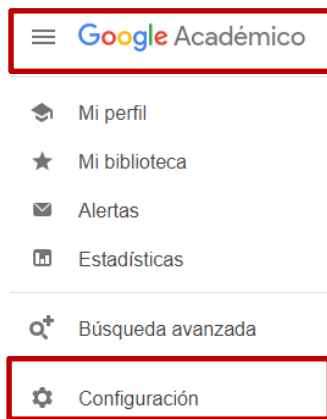 Google Académico
Mi perfil
Mi biblioteca
Alertas
Estadísticas
Búsqueda avanzada
Configuración